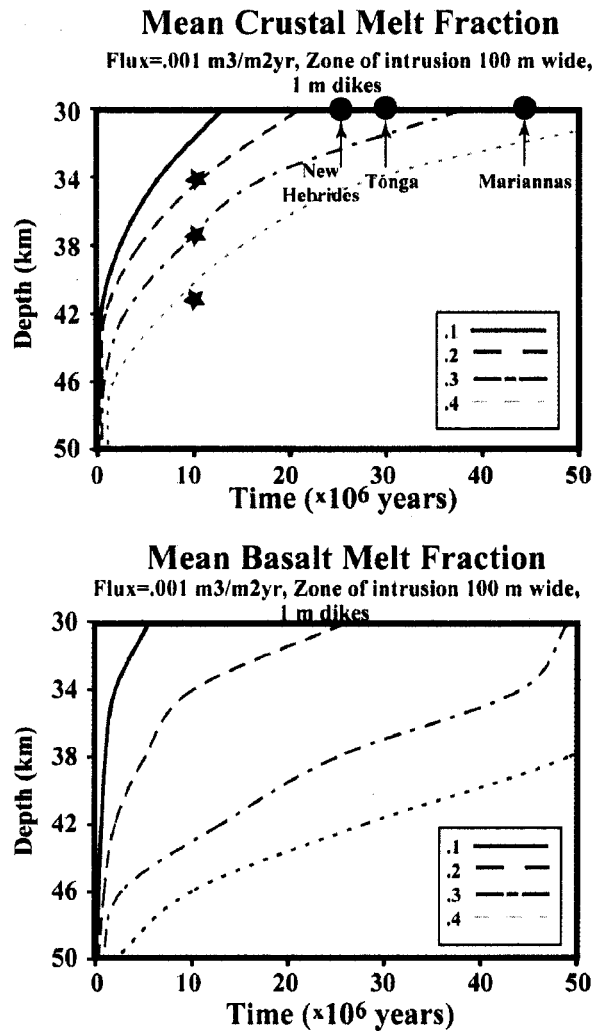 Mean Crustal Melt Fraction
Flux=.001 m3/m2yr, Zone of intrusion 100 m wide,
1 m dikes
30
34
38
42
46
50
Depth (km)
New
Hebrides
Tonga
Mariannas
.1
.2
.3
.4
0
10
20
30
40
50
Time (×10⁶ years)
Mean Basalt Melt Fraction
Flux=.001 m3/m2yr, Zone of intrusion 100 m wide,
1 m dikes
30
34
38
42
46
50
Depth (km)
.1
.2
.3
.4
0
10
20
30
40
50
Time (×10⁶ years)